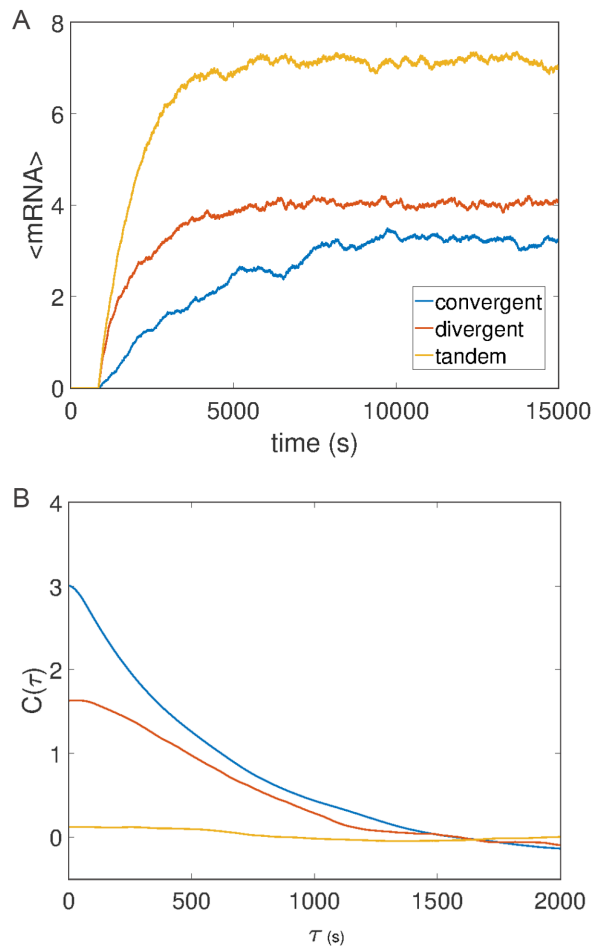 A
8
6
4
2
0
<mRNA>
convergent
divergent
tandem
0 5000 10000 15000
time (s)
B
4
3
2
1
0
C(τ)
0 500 1000 1500 2000
τ (s)